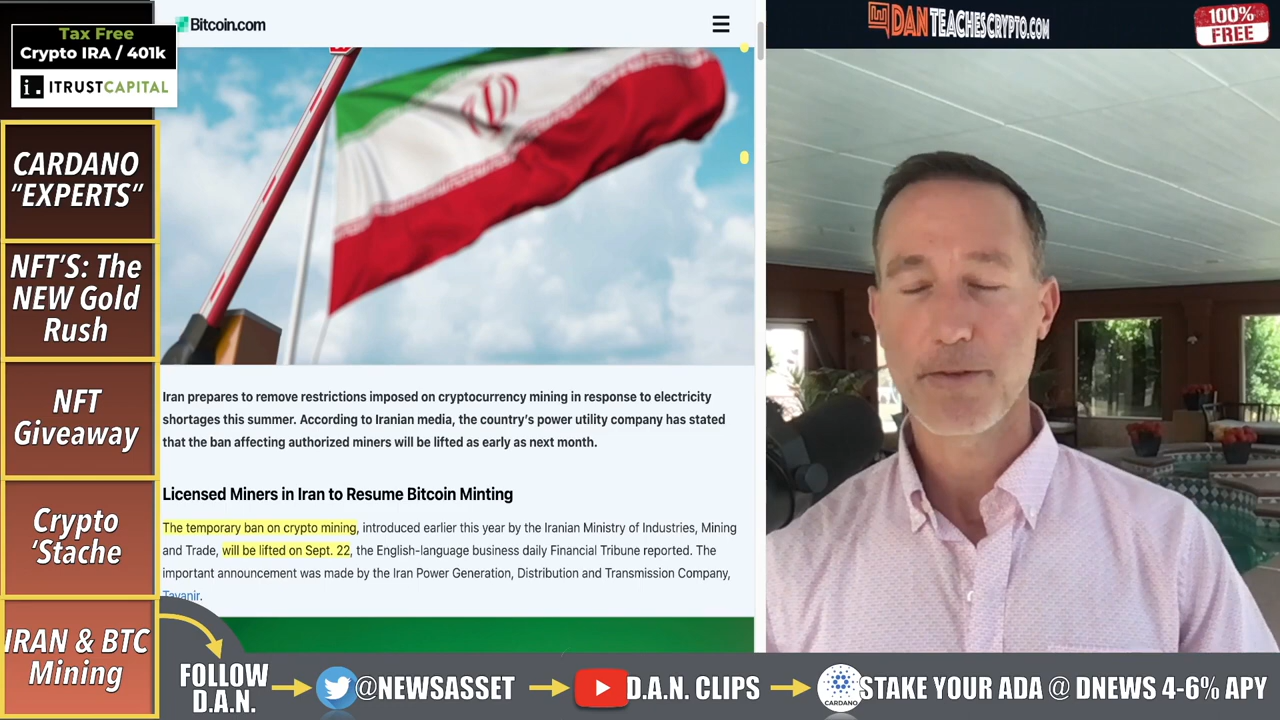 Tax Free
Crypto IRA / 401k
i. ITRUSTCAPITAL
CARDANO
"EXPERTS"
NFT'S: The
NEW Gold
Rush
NFT
Giveaway
Crypto
'Stache
IRAN & BTC
Mining
Bitcoin.com
Iran prepares to remove restrictions imposed on cryptocurrency mining in response to electricity
shortages this summer. According to Iranian media, the country's power utility company has stated
that the ban affecting authorized miners will be lifted as early as next month.
Licensed Miners in Iran to Resume Bitcoin Minting
The temporary ban on crypto mining, introduced earlier this year by the Iranian Ministry of Industries, Mining
and Trade, will be lifted on Sept. 22, the English-language business daily Financial Tribune reported. The
important announcement was made by the Iran Power Generation, Distribution and Transmission Company,
Tavanir.
DANTEACHESCRYPTO.COM
100%
FREE
FOLLOW
D.A.N.
@NEWSASSET
D.A.N. CLIPS
CARDANO
STAKE YOUR ADA @ DNEWS 4-6% APY